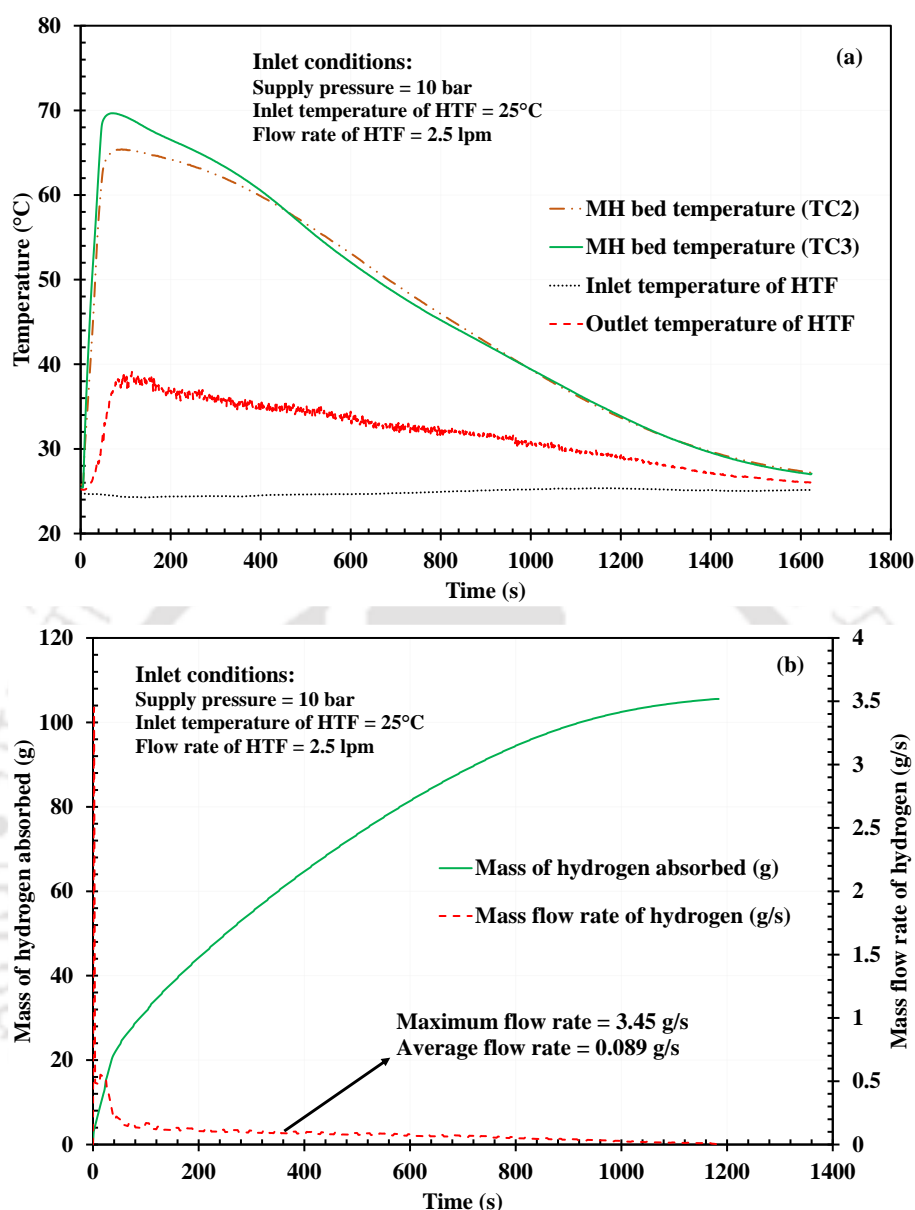 80
70
60
50
40
30
20
0
200
400
600
800
1000
1200
1400
1600
1800
Temperature (°C)
Time (s)
(a)
Inlet conditions:
Supply pressure = 10 bar
Inlet temperature of HTF = 25°C
Flow rate of HTF = 2.5 lpm
MH bed temperature (TC2)
MH bed temperature (TC3)
Inlet temperature of HTF
Outlet temperature of HTF
120
100
80
60
40
20
0
Mass of hydrogen absorbed (g)
4
3.5
3
2.5
2
1.5
1
0.5
0
Mass flow rate of hydrogen (g/s)
0
200
400
600
800
1000
1200
1400
Time (s)
(b)
Inlet conditions:
Supply pressure = 10 bar
Inlet temperature of HTF = 25°C
Flow rate of HTF = 2.5 lpm
Mass of hydrogen absorbed (g)
Mass flow rate of hydrogen (g/s)
Maximum flow rate = 3.45 g/s
Average flow rate = 0.089 g/s